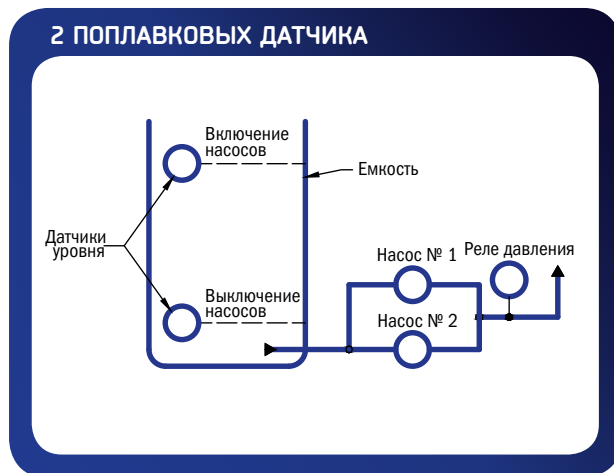 2 ПОПЛАВКОВЫХ ДАТЧИКА
Включение
насосов
Емкость
Датчики
уровня
Насос № 1
Реле давления
Выключение
насосов
Насос № 2